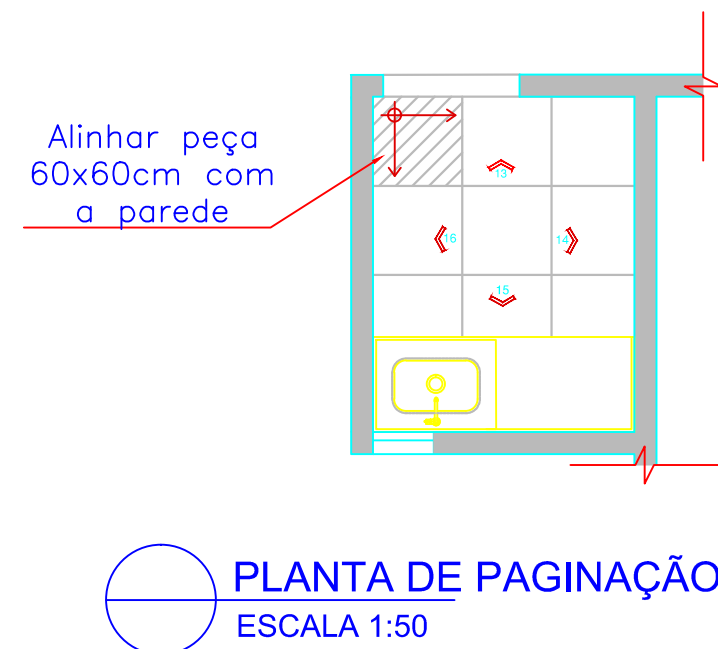 Alinhar peça
60x60cm com
a parede
13
16
14
15
PLANTA DE PAGINAÇÃO
ESCALA 1:50